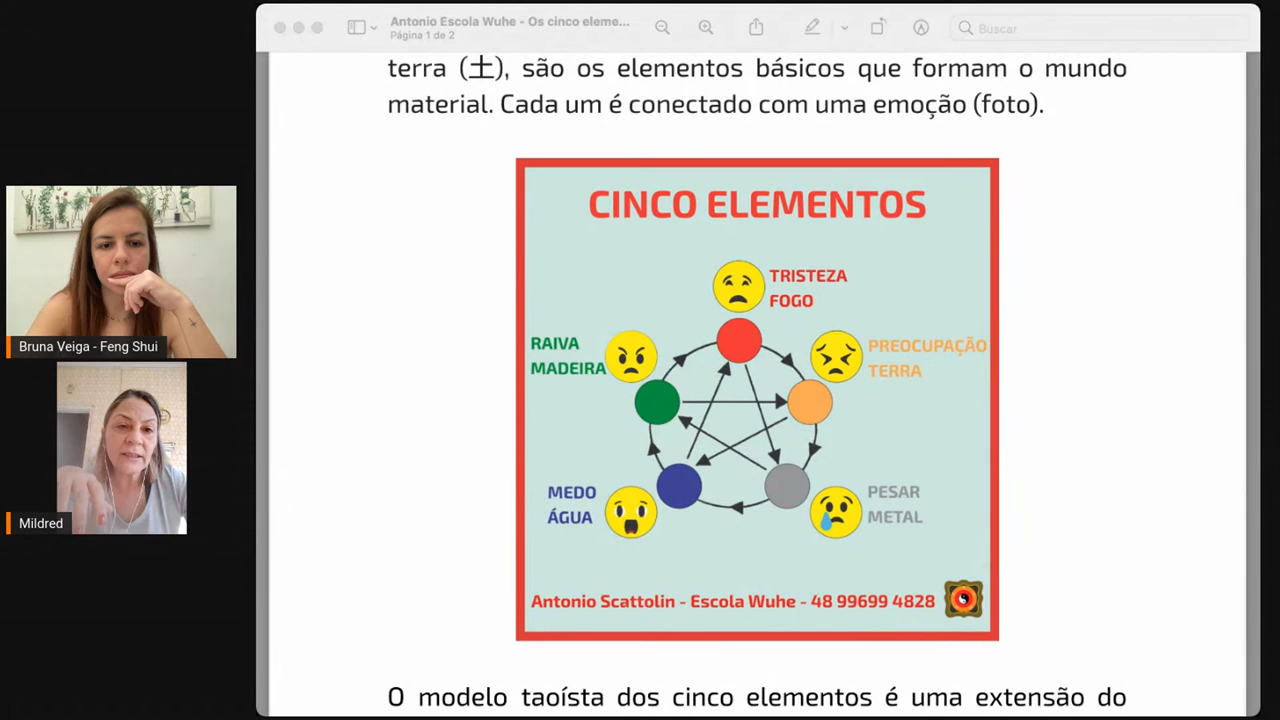 Antonio Escola Wuhe - Os cinco eleme...
Página 1 de 2
Buscar
terra (土), são os elementos básicos que formam o mundo
material. Cada um é conectado com uma emoção (foto).
CINCO ELEMENTOS
TRISTEZA
FOGO
RAIVA
MADEIRA
PREOCUPAÇÃO
TERRA
MEDO
ÁGUA
PESAR
METAL
Antonio Scattolin - Escola Wuhe - 48 99699 4828
O modelo taoísta dos cinco elementos é uma extensão do
Bruna Veiga - Feng Shui
Mildred